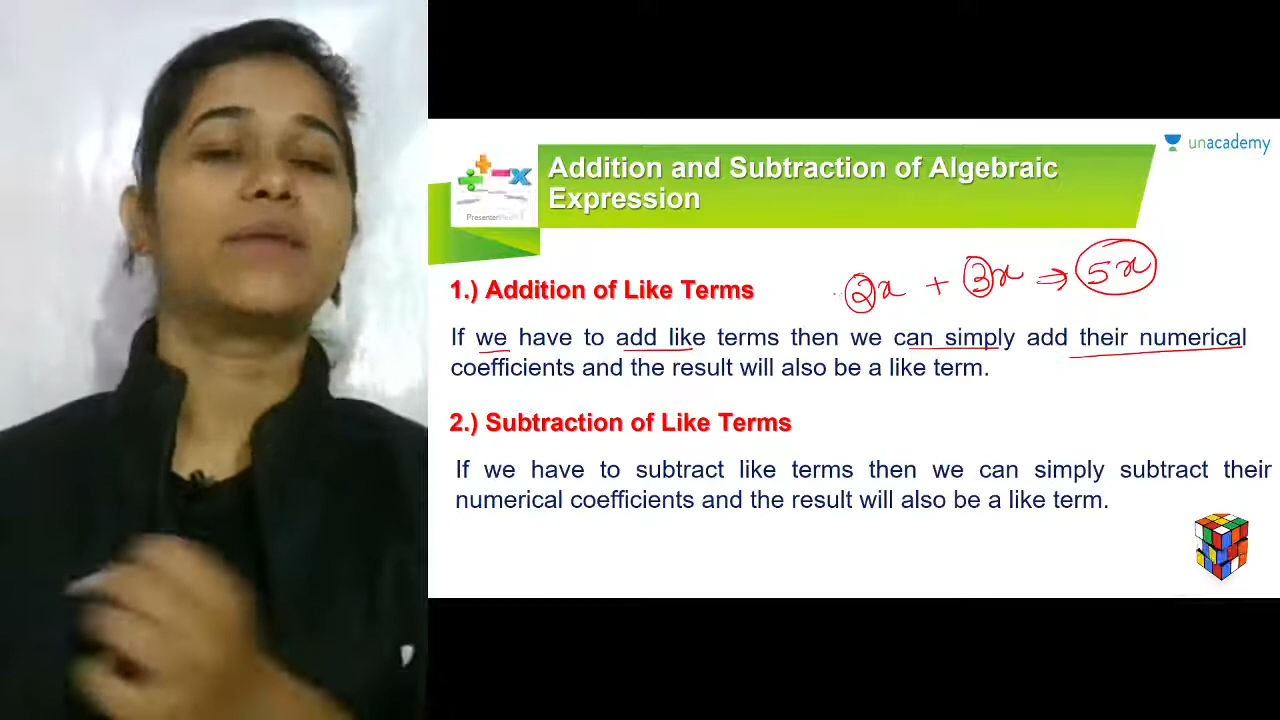 unacademy
Addition and Subtraction of Algebraic
Expression
1.) Addition of Like Terms
2x + 3x ⇒ 5x
If we have to add like terms then we can simply add their numerical
coefficients and the result will also be a like term.
2.) Subtraction of Like Terms
If we have to subtract like terms then we can simply subtract their
numerical coefficients and the result will also be a like term.